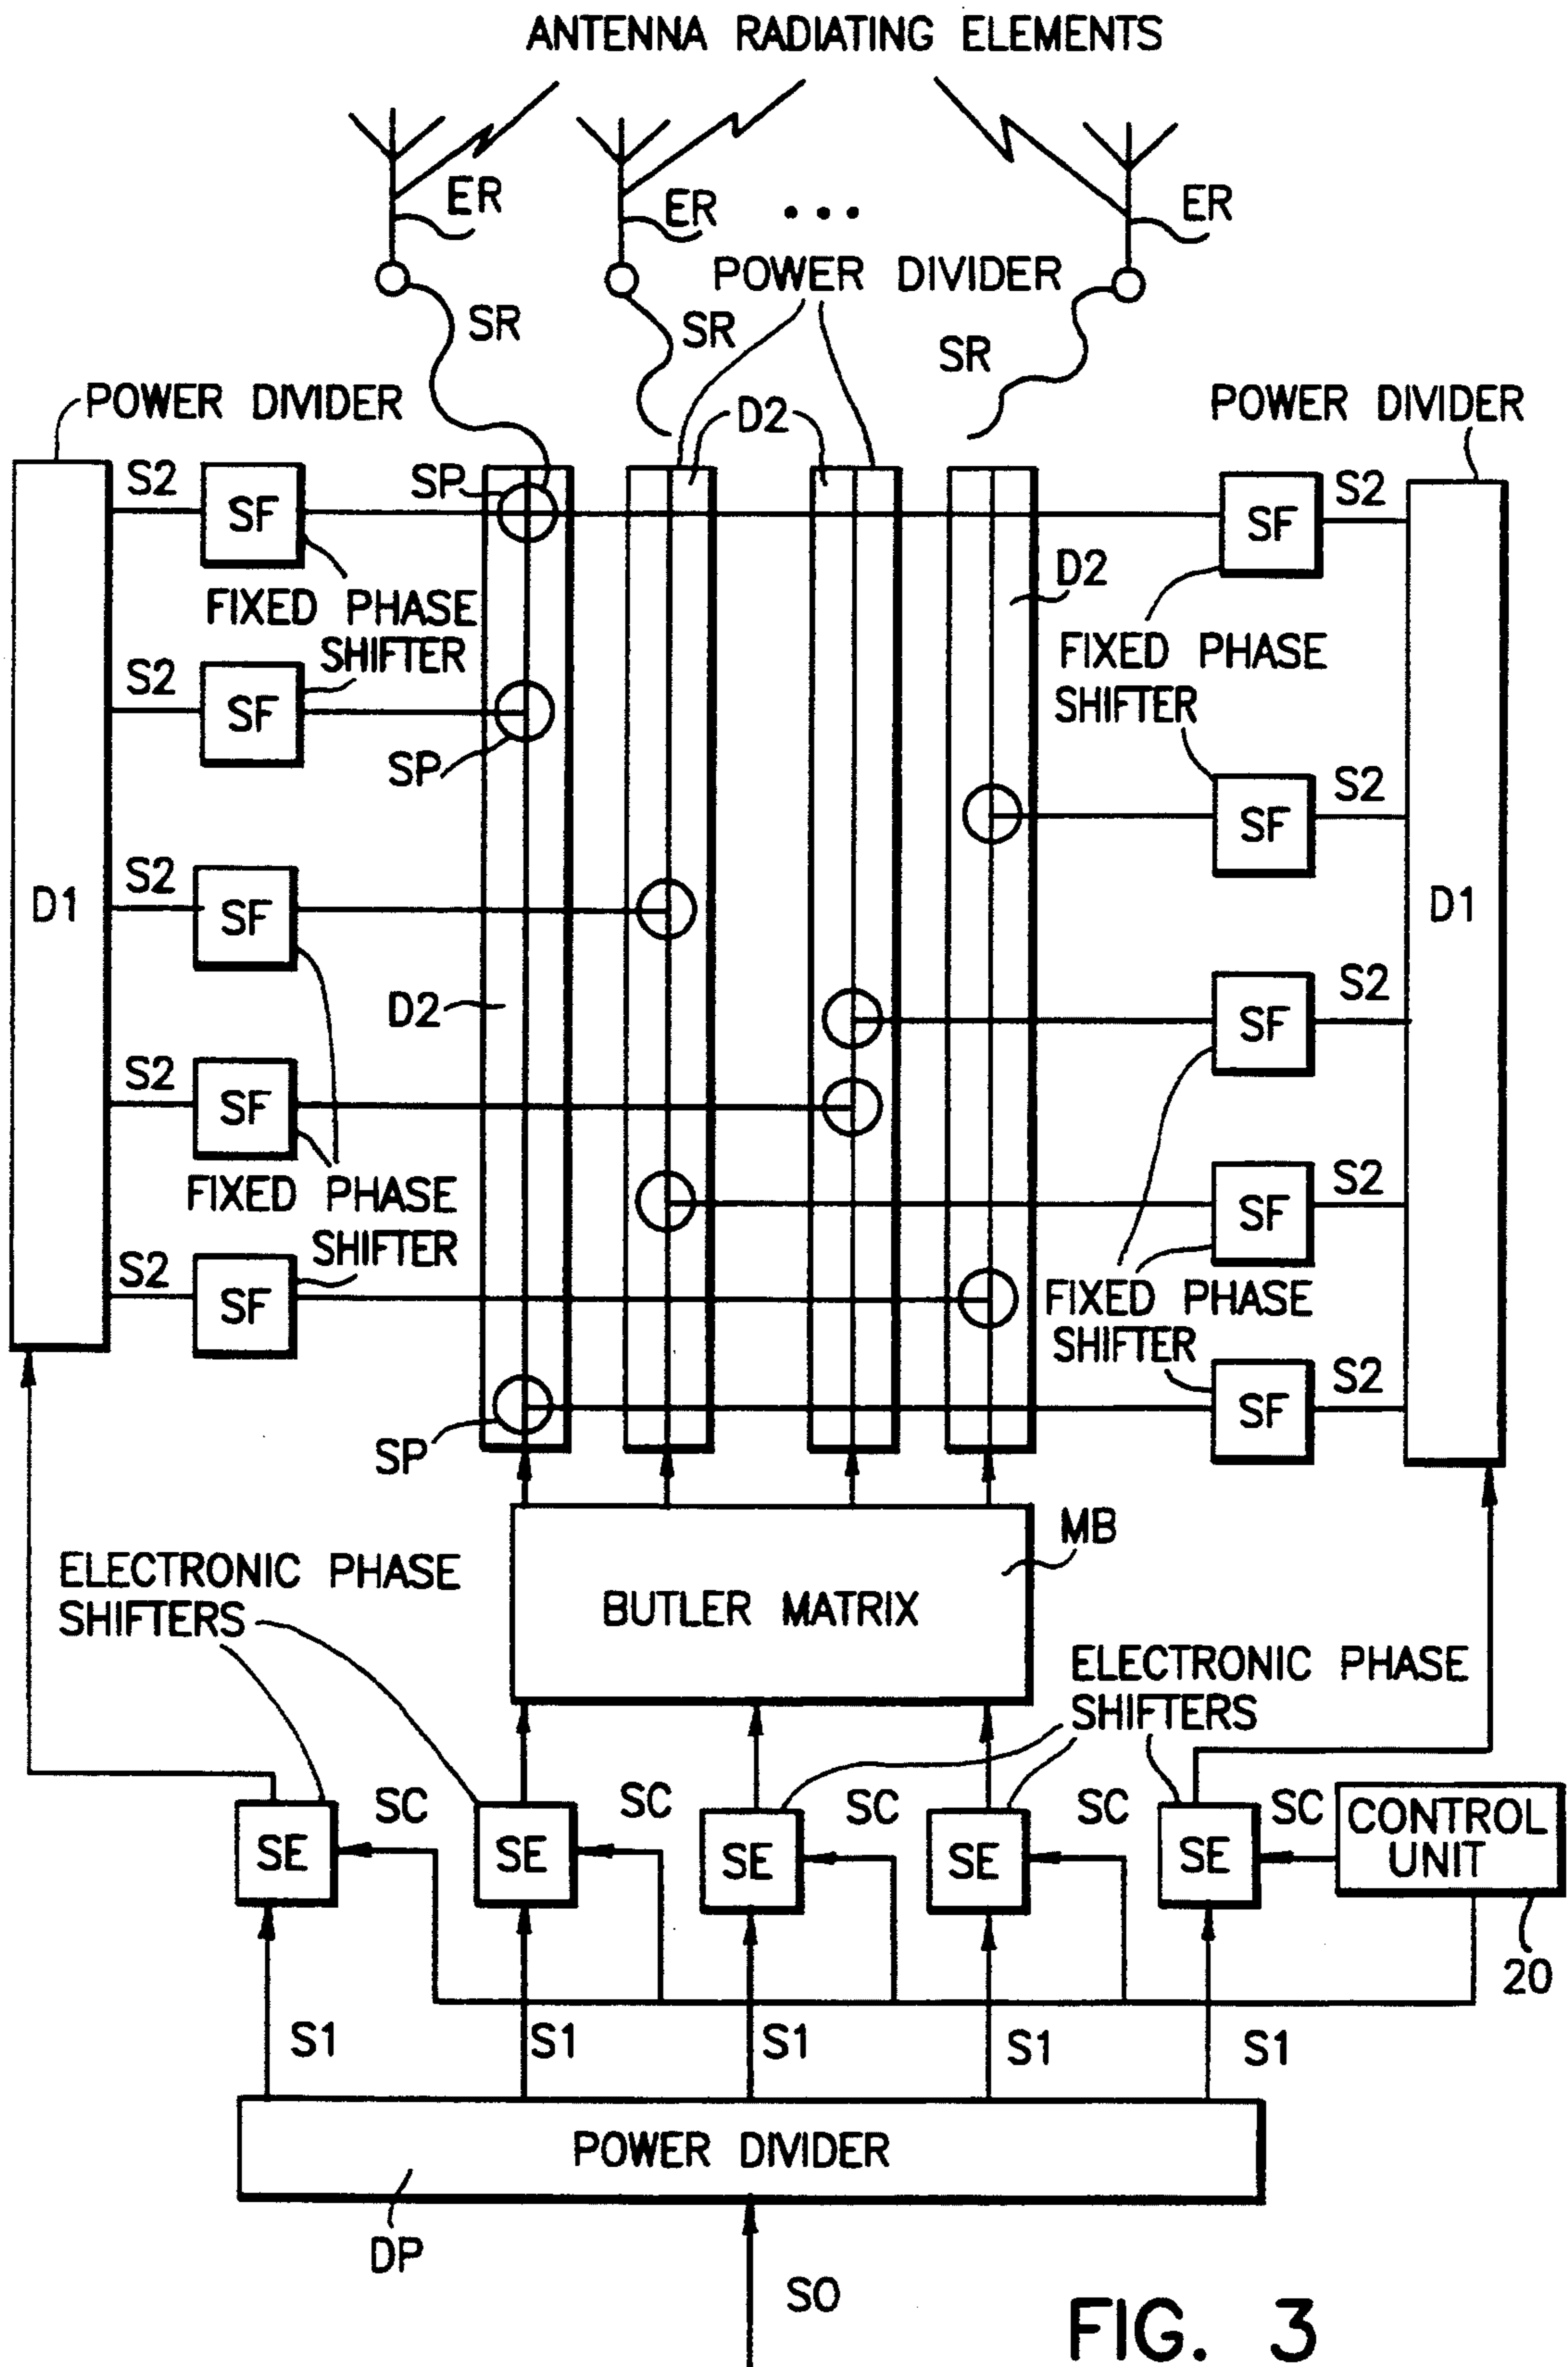 ANTENNA RADIATING ELEMENTS
ER
ER
...
ER
POWER DIVIDER
SR
SR
SR
POWER DIVIDER
D2
POWER DIVIDER
S2
SF
SP
SF
S2
D2
FIXED PHASE
SHIFTER
FIXED PHASE
SHIFTER
S2
SF
SP
S2
SF
D1
S2
SF
D1
D2
SF
S2
S2
SF
FIXED PHASE
SHIFTER
SF
S2
S2
SF
FIXED PHASE
SHIFTER
SP
SF
S2
MB
ELECTRONIC PHASE
SHIFTERS
BUTLER MATRIX
ELECTRONIC PHASE
SHIFTERS
SE
SC
SE
SC
SE
SC
SE
SC
SE
SC
CONTROL
UNIT
20
S1
S1
S1
S1
S1
POWER DIVIDER
DP
SO
FIG. 3